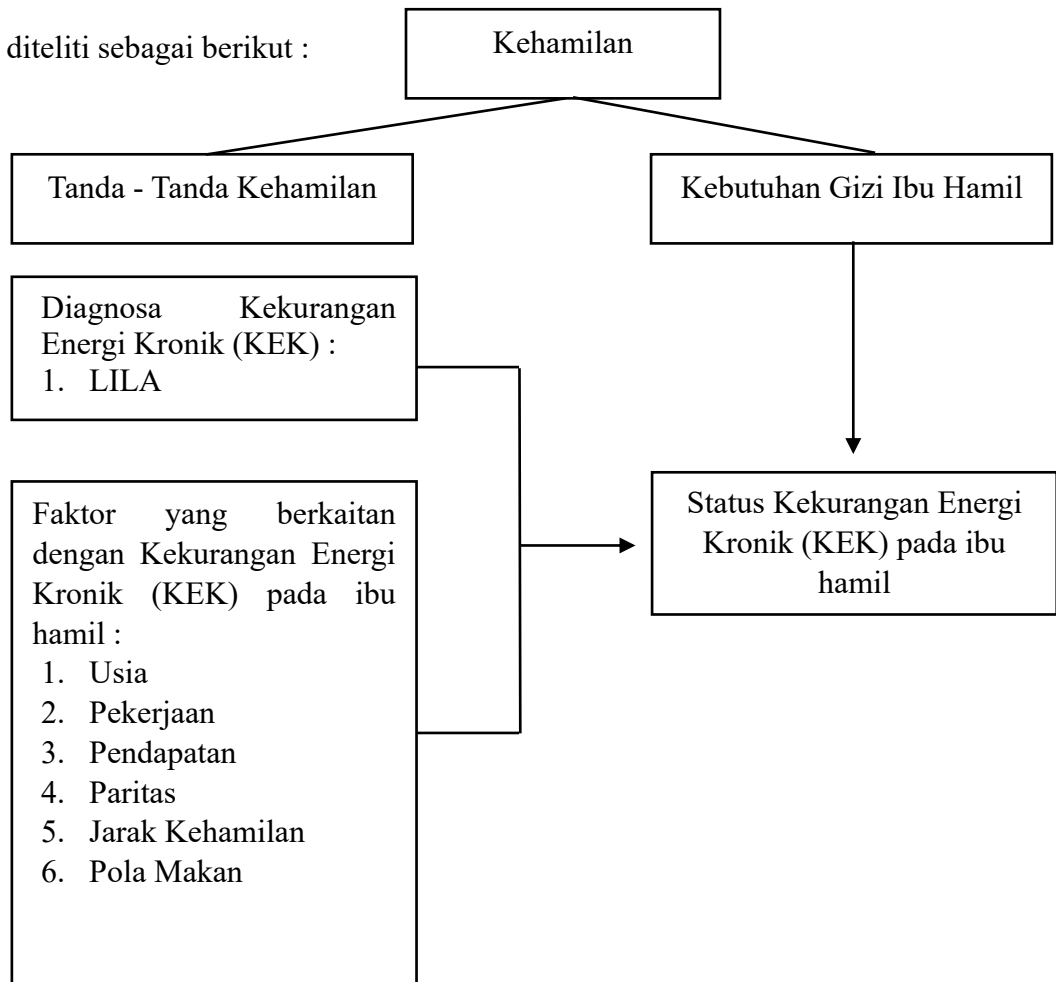 diteliti sebagai berikut :
Kehamilan
Tanda - Tanda Kehamilan
Kebutuhan Gizi Ibu Hamil
Diagnosa Kekurangan
Energi Kronik (KEK) :
1. LILA
Faktor yang berkaitan
dengan Kekurangan Energi
Kronik (KEK) pada ibu
hamil :
1. Usia
2. Pekerjaan
3. Pendapatan
4. Paritas
5. Jarak Kehamilan
6. Pola Makan
Status Kekurangan Energi
Kronik (KEK) pada ibu
hamil